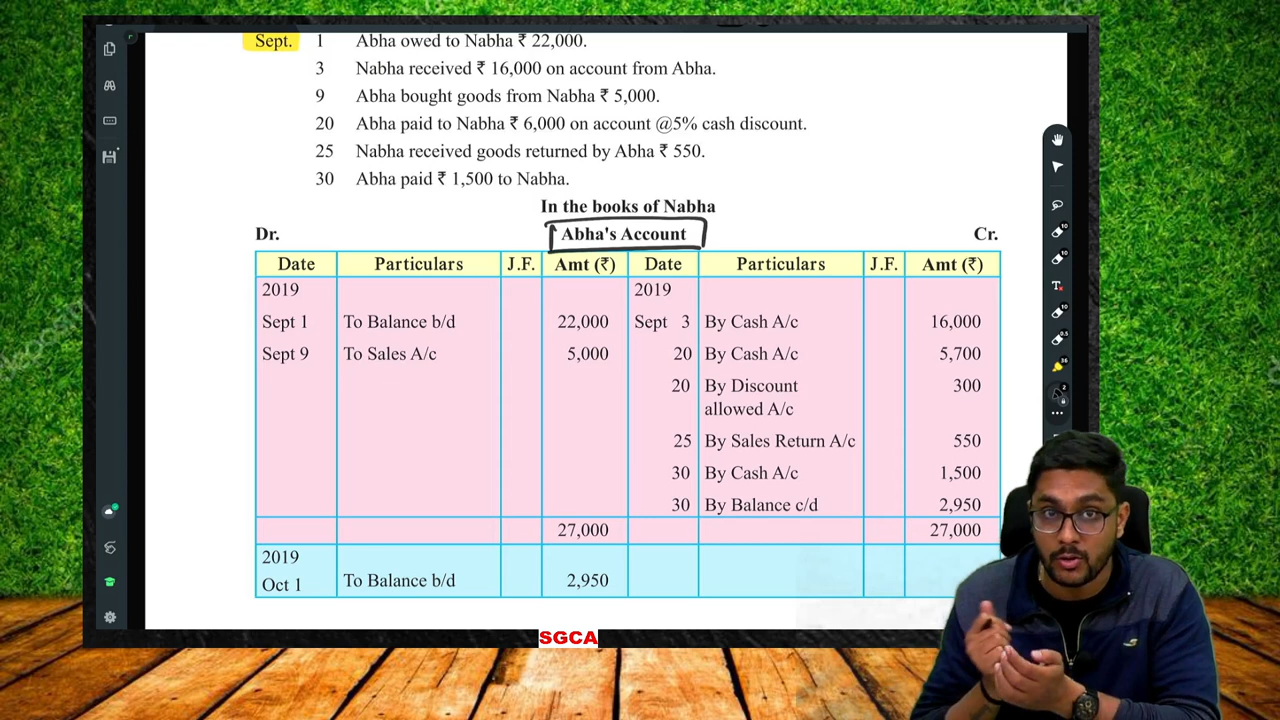 Sept. 1 Abha owed to Nabha ₹ 22,000.
3 Nabha received ₹ 16,000 on account from Abha.
9 Abha bought goods from Nabha ₹ 5,000.
20 Abha paid to Nabha ₹ 6,000 on account @5% cash discount.
25 Nabha received goods returned by Abha ₹ 550.
30 Abha paid ₹ 1,500 to Nabha.
In the books of Nabha
Dr. Abha's Account Cr.
Date Particulars J.F. Amt (₹) Date Particulars J.F. Amt (₹)
2019 2019
Sept 1 To Balance b/d 22,000 Sept 3 By Cash A/c 16,000
Sept 9 To Sales A/c 5,000 20 By Cash A/c 5,700
20 By Discount 300
allowed A/c
25 By Sales Return A/c 550
30 By Cash A/c 1,500
30 By Balance c/d 2,950
27,000 27,000
2019
Oct 1 To Balance b/d 2,950
SGCA